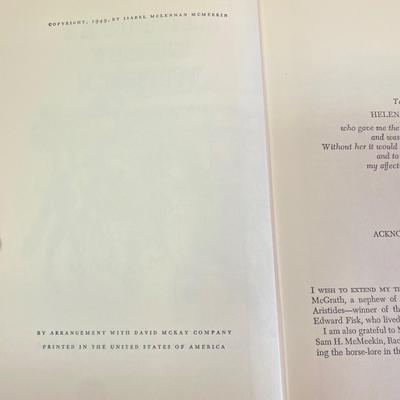 COPYRIGHT, 1949, BY ISABEL MCLENNAN MCMEEKIN
BY ARRANGEMENT WITH DAVID MCKAY COMPANY
PRINTED IN THE UNITED STATES OF AMERICA
HELEN
who gave me the
and was
Without her it would
and to
my affect
ACKNO
I WISH TO EXTEND MY TH
McGrath, a nephew of
Aristides—winner of th
Edward Fisk, who lived
I am also grateful to M
Sam H. McMeekin, Rac
ing the horse-lore in th